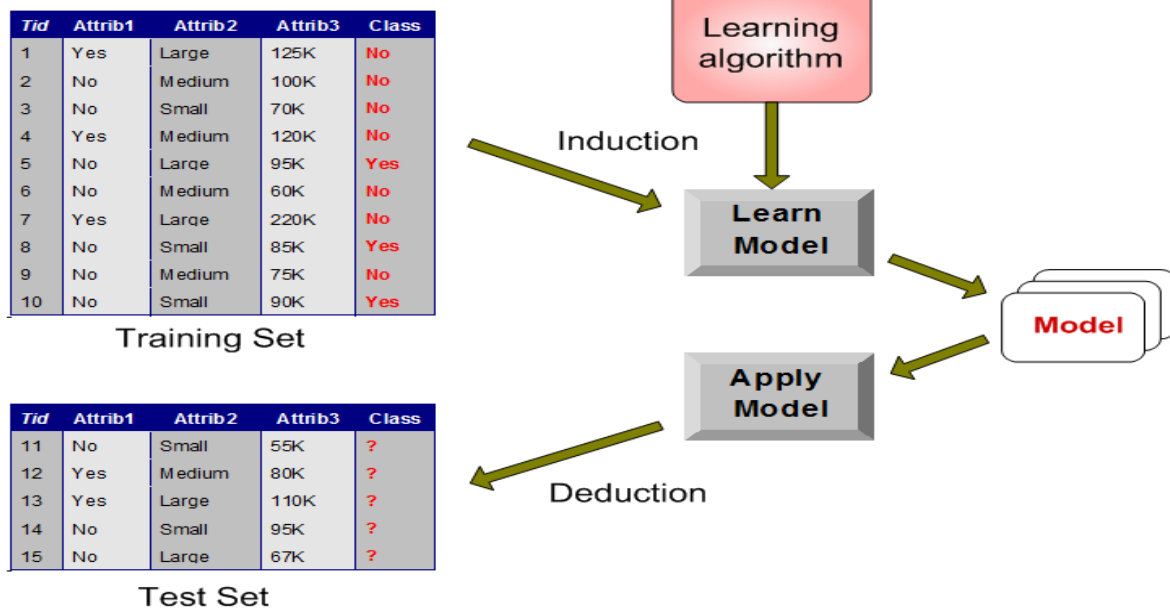 Tid Attrib1 Attrib2 Attrib3 Class
1 Yes Large 125K No
2 No Medium 100K No
3 No Small 70K No
4 Yes Medium 120K No
5 No Large 95K Yes
6 No Medium 60K No
7 Yes Large 220K No
8 No Small 85K Yes
9 No Medium 75K No
10 No Small 90K Yes
Training Set
Learning
algorithm
Induction
Learn
Model
Model
Apply
Model
Deduction
Tid Attrib1 Attrib2 Attrib3 Class
11 No Small 55K ?
12 Yes Medium 80K ?
13 Yes Large 110K ?
14 No Small 95K ?
15 No Large 67K ?
Test Set